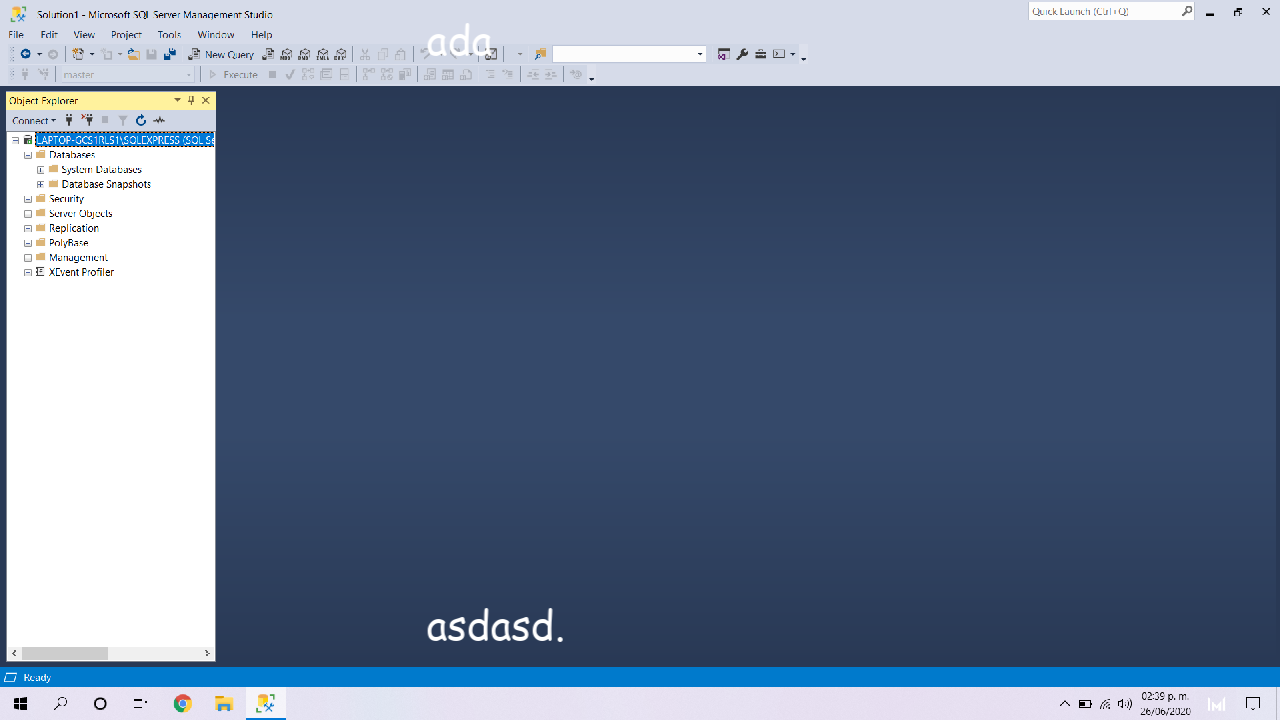 Solution1 - Microsoft SQL Server Management Studio
Quick Launch (Ctrl+Q)
File Edit View Project Tools Window Help
ada
New Query
master
Execute
Object Explorer
Connect
LAPTOP-GCS1RLS1\SQLEXPRESS (SQL Se
Databases
System Databases
Database Snapshots
Security
Server Objects
Replication
PolyBase
Management
XEvent Profiler
asdasd.
Ready
02:39 p. m.
26/06/2020